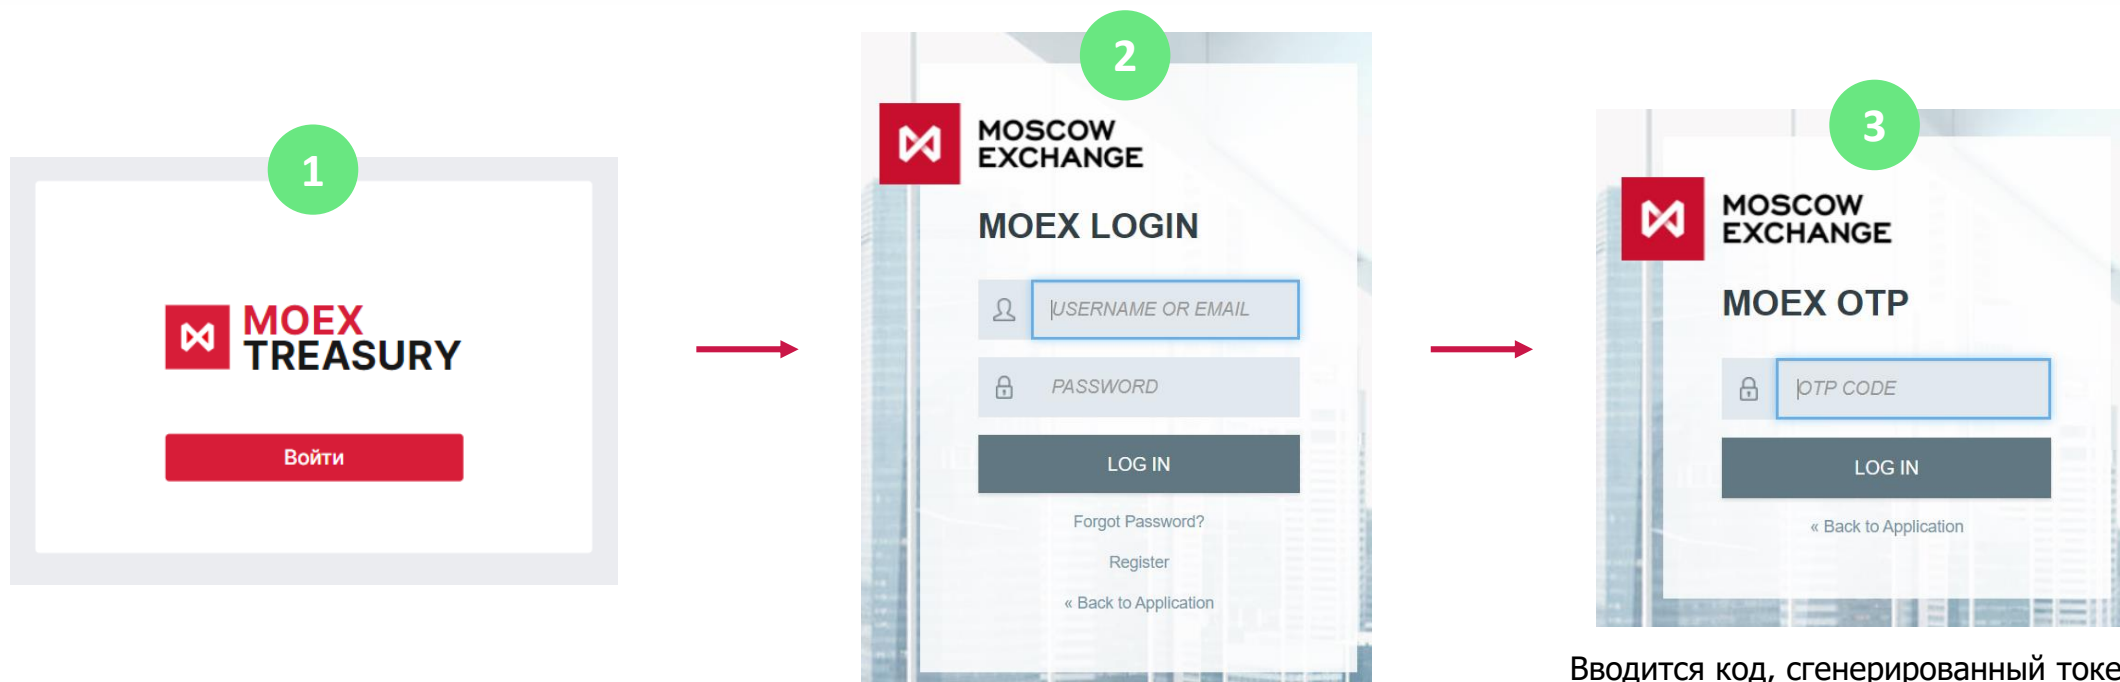 1
MOEX
TREASURY
Войти
2
MOSCOW
EXCHANGE
MOEX LOGIN
USERNAME OR EMAIL
PASSWORD
LOG IN
Forgot Password?
Register
« Back to Application
3
MOSCOW
EXCHANGE
MOEX OTP
OTP CODE
LOG IN
« Back to Application
Вводится код, сгенерированный